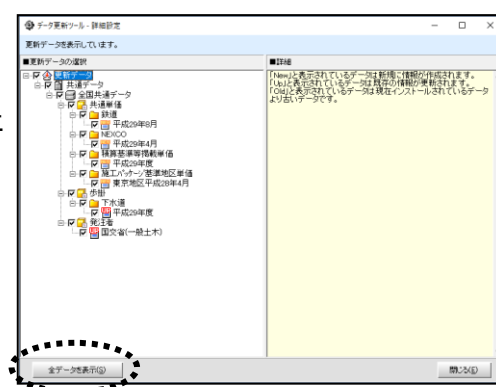 データ更新ツール - 詳細設定
更新データを表示しています。
■更新データの選択
更新データ
共通データ
全国共通データ
共通単価
鉄道
平成29年8月
NEXCO
平成29年4月
積算基準等掲載単価
平成29年度
施工パッケージ基準地区単価
東京地区平成28年4月
歩掛
下水道
平成29年度
発注者
国交省(一般土木)
■詳細
「New」と表示されているデータは新規に情報が作成されます。
「Up」と表示されているデータは既存の情報が更新されます。
「Old」と表示されているデータは現在インストールされているデータ
より古いデータです。
全データを表示(S)
閉じる(E)